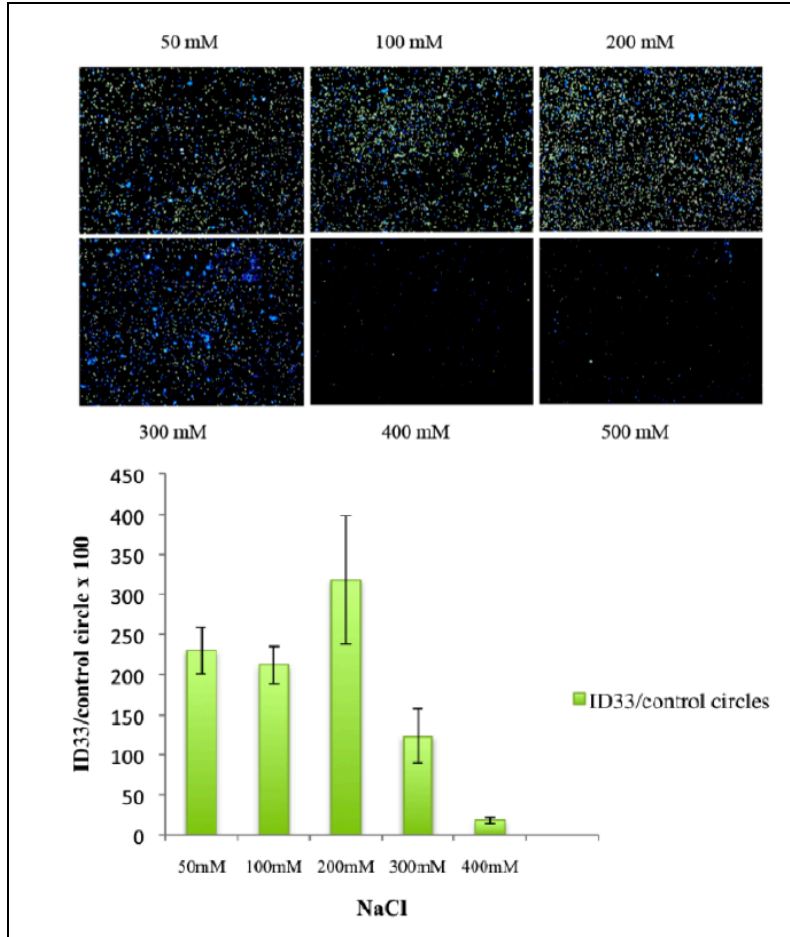 50 mM 100 mM 200 mM
300 mM 400 mM 500 mM
450
400
350
300
250
200
150
100
50
0
ID33/control circle x 100
ID33/control circles
50mM 100mM 200mM 300mM 400mM
NaCl